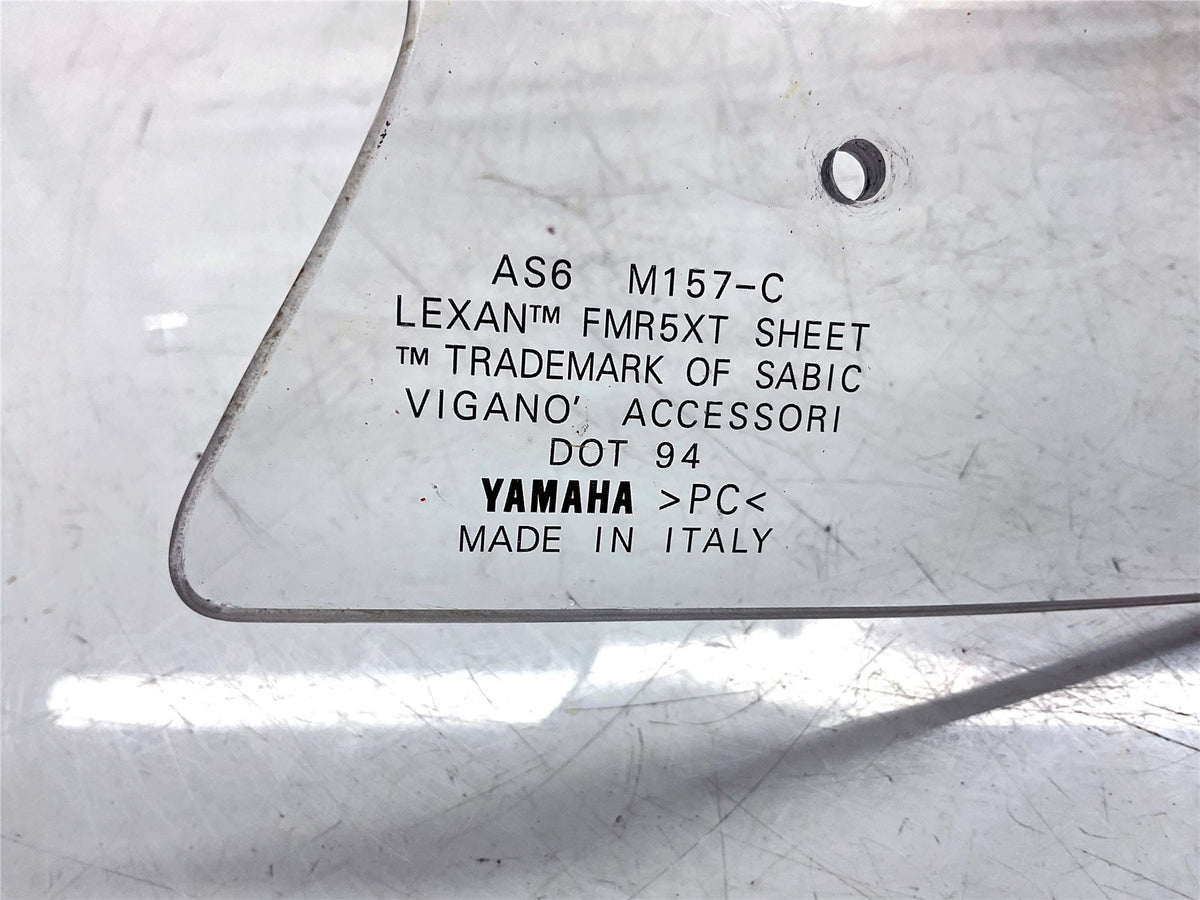 AS6 M157-C
LEXAN™ FMR5XT SHEET
™ TRADEMARK OF SABIC
VIGANO' ACCESSORI
DOT 94
YAMAHA >PC<
MADE IN ITALY